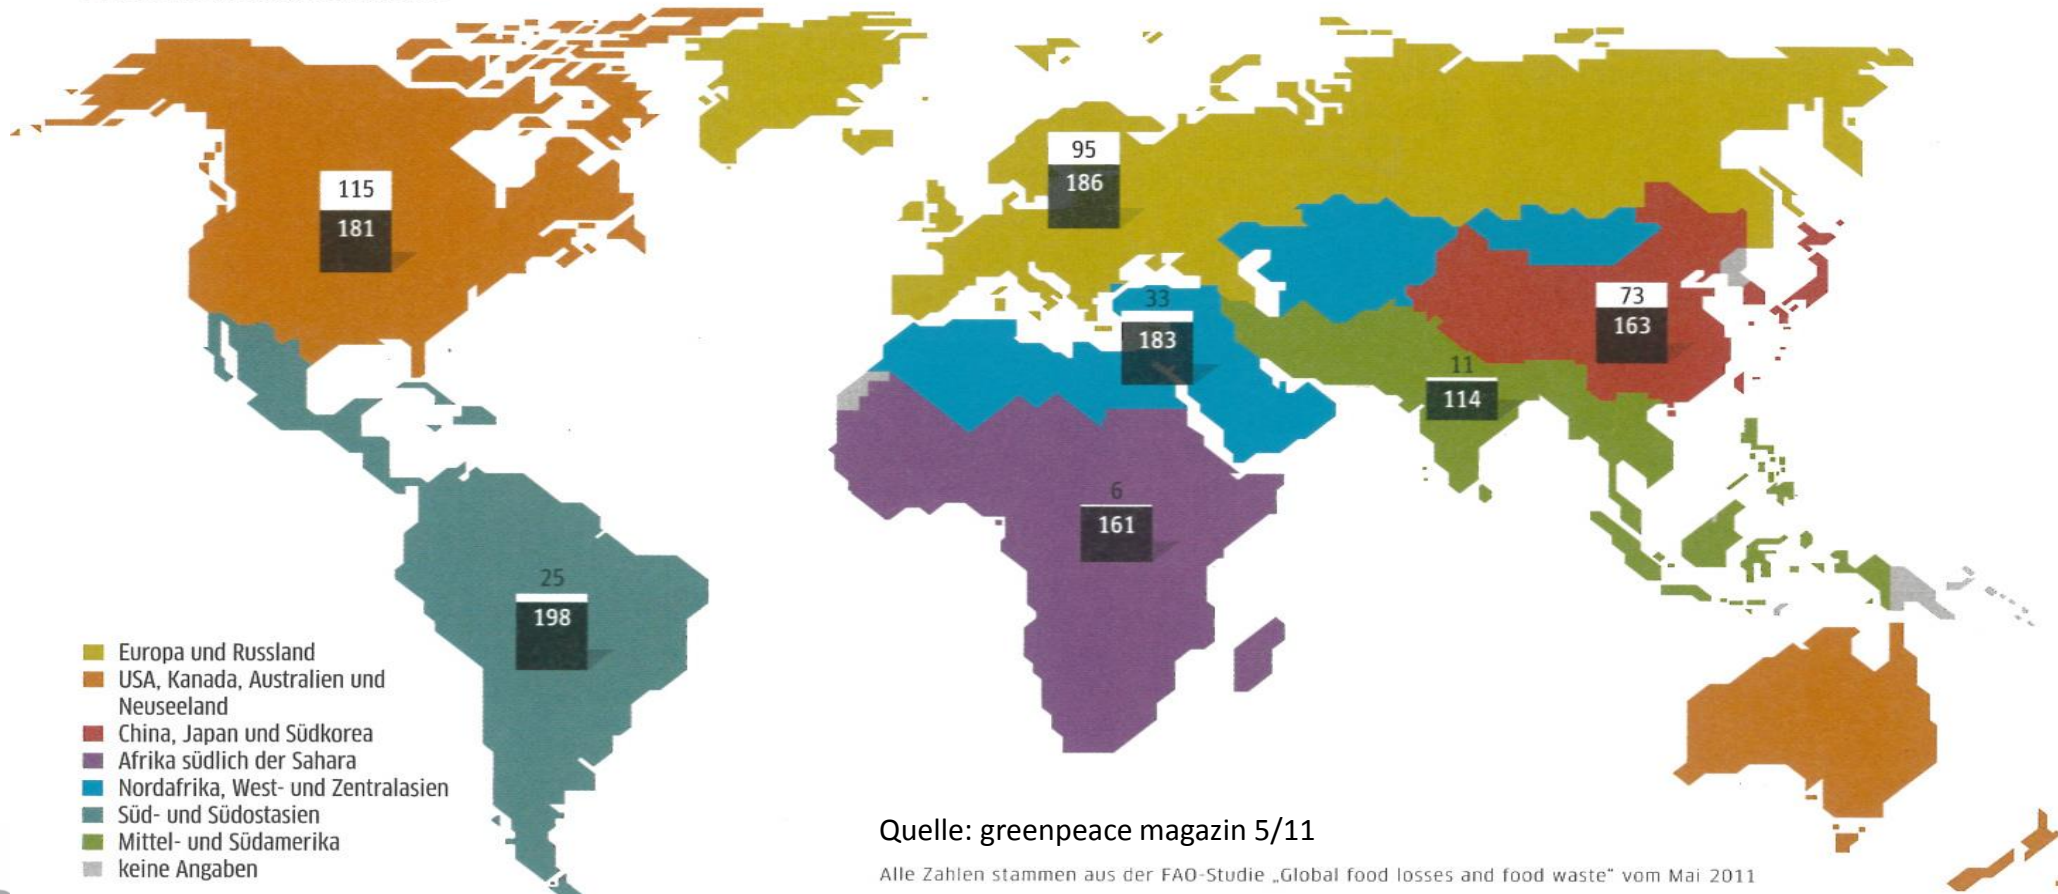 115
181
95
186
33
183
73
163
11
114
6
161
25
198
Europa und Russland
USA, Kanada, Australien und
Neuseeland
China, Japan und Südkorea
Afrika südlich der Sahara
Nordafrika, West- und Zentralasien
Süd- und Südostasien
Mittel- und Südamerika
keine Angaben
Quelle: greenpeace magazin 5/11
Alle Zahlen stammen aus der FAO-Studie „Global food losses and food waste“ vom Mai 2011